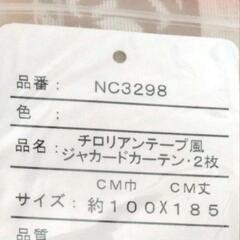 品番： NC3298
色：
品名： チロリアンテープ風
ジャカードカーテン・2枚
CM巾 CM丈
サイズ：約100X185
品質